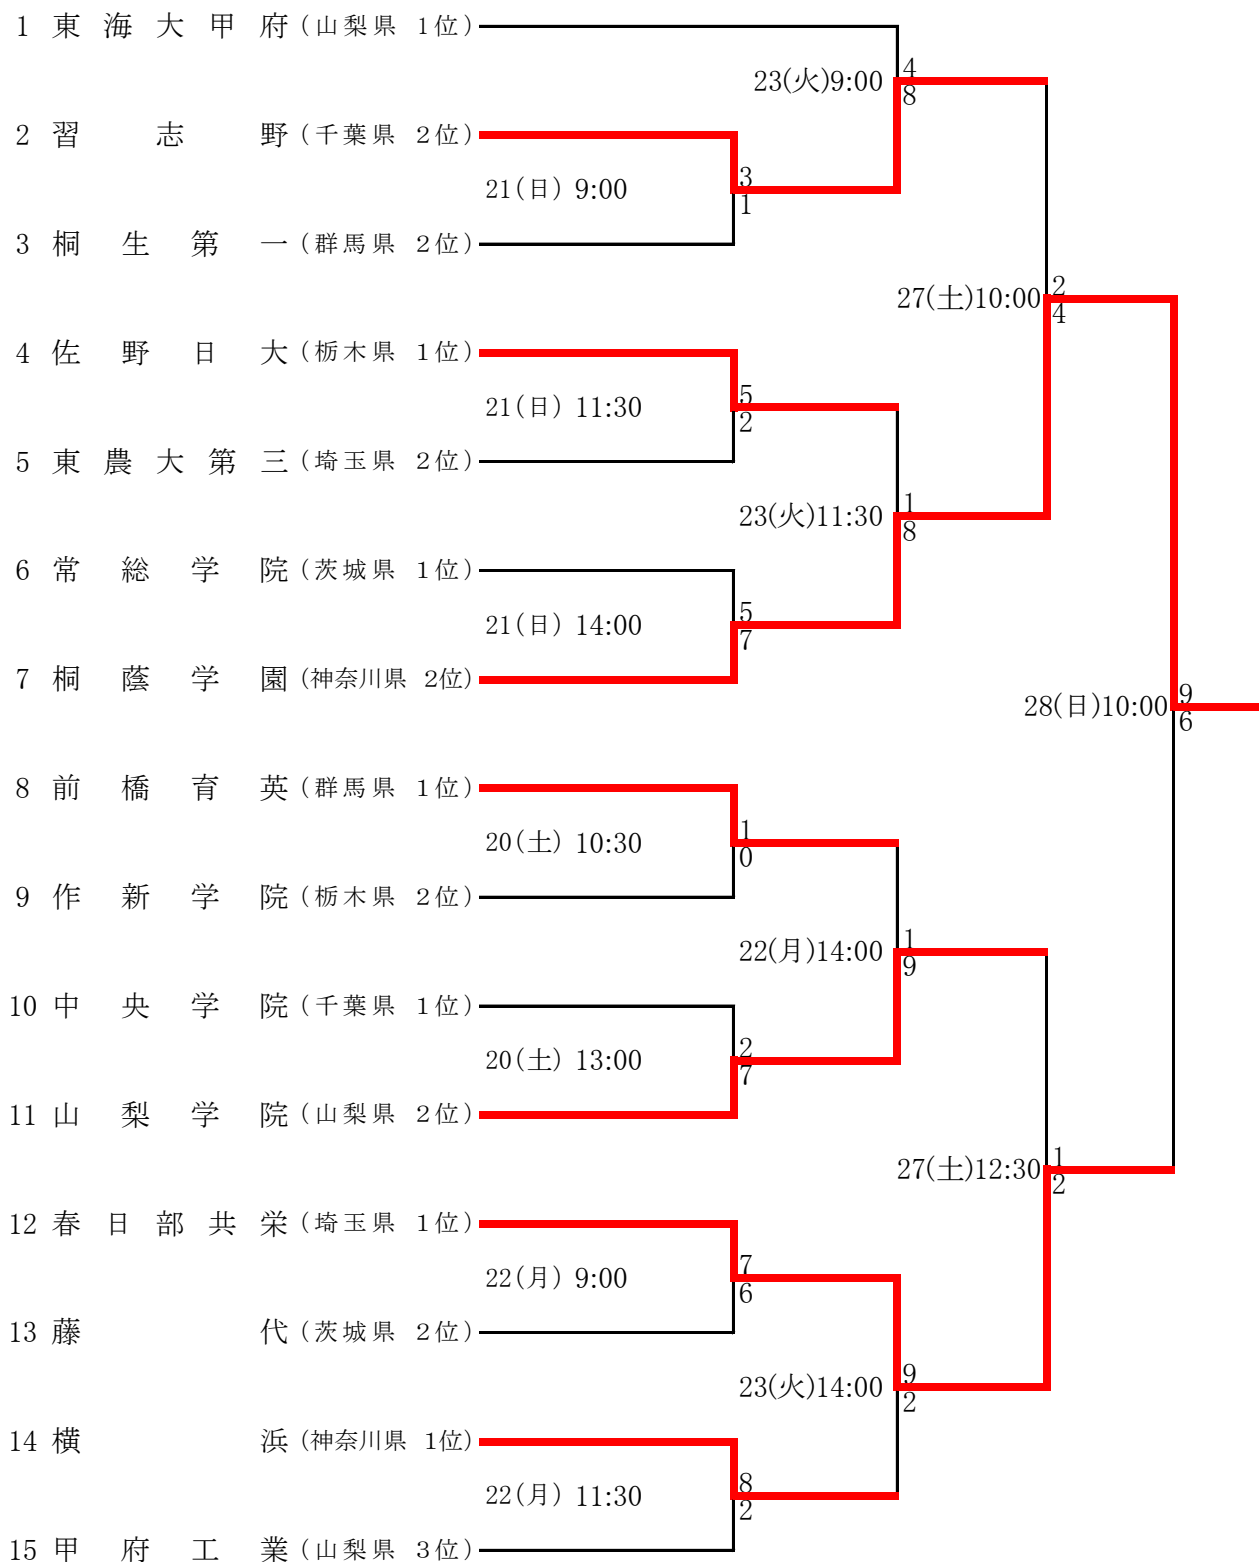 1 東海大甲府 (山梨県 1位)
4
23(火)9:00
8
2 習志野 (千葉県 2位)
3
21(日) 9:00
1
3 桐生第一 (群馬県 2位)
2
27(土)10:00
4
4 佐野日大 (栃木県 1位)
5
21(日) 11:30
2
5 東農大第三 (埼玉県 2位)
1
23(火)11:30
8
6 常総学院 (茨城県 1位)
5
21(日) 14:00
7
7 桐蔭学園 (神奈川県 2位)
9
28(日)10:00
6
8 前橋育英 (群馬県 1位)
1
20(土) 10:30
0
9 作新学院 (栃木県 2位)
1
22(月)14:00
9
10 中央学院 (千葉県 1位)
2
20(土) 13:00
7
11 山梨学院 (山梨県 2位)
1
27(土)12:30
2
12 春日部共栄 (埼玉県 1位)
7
22(月) 9:00
6
13 藤代 (茨城県 2位)
9
23(火)14:00
2
14 横浜 (神奈川県 1位)
8
22(月) 11:30
2
15 甲府工業 (山梨県 3位)